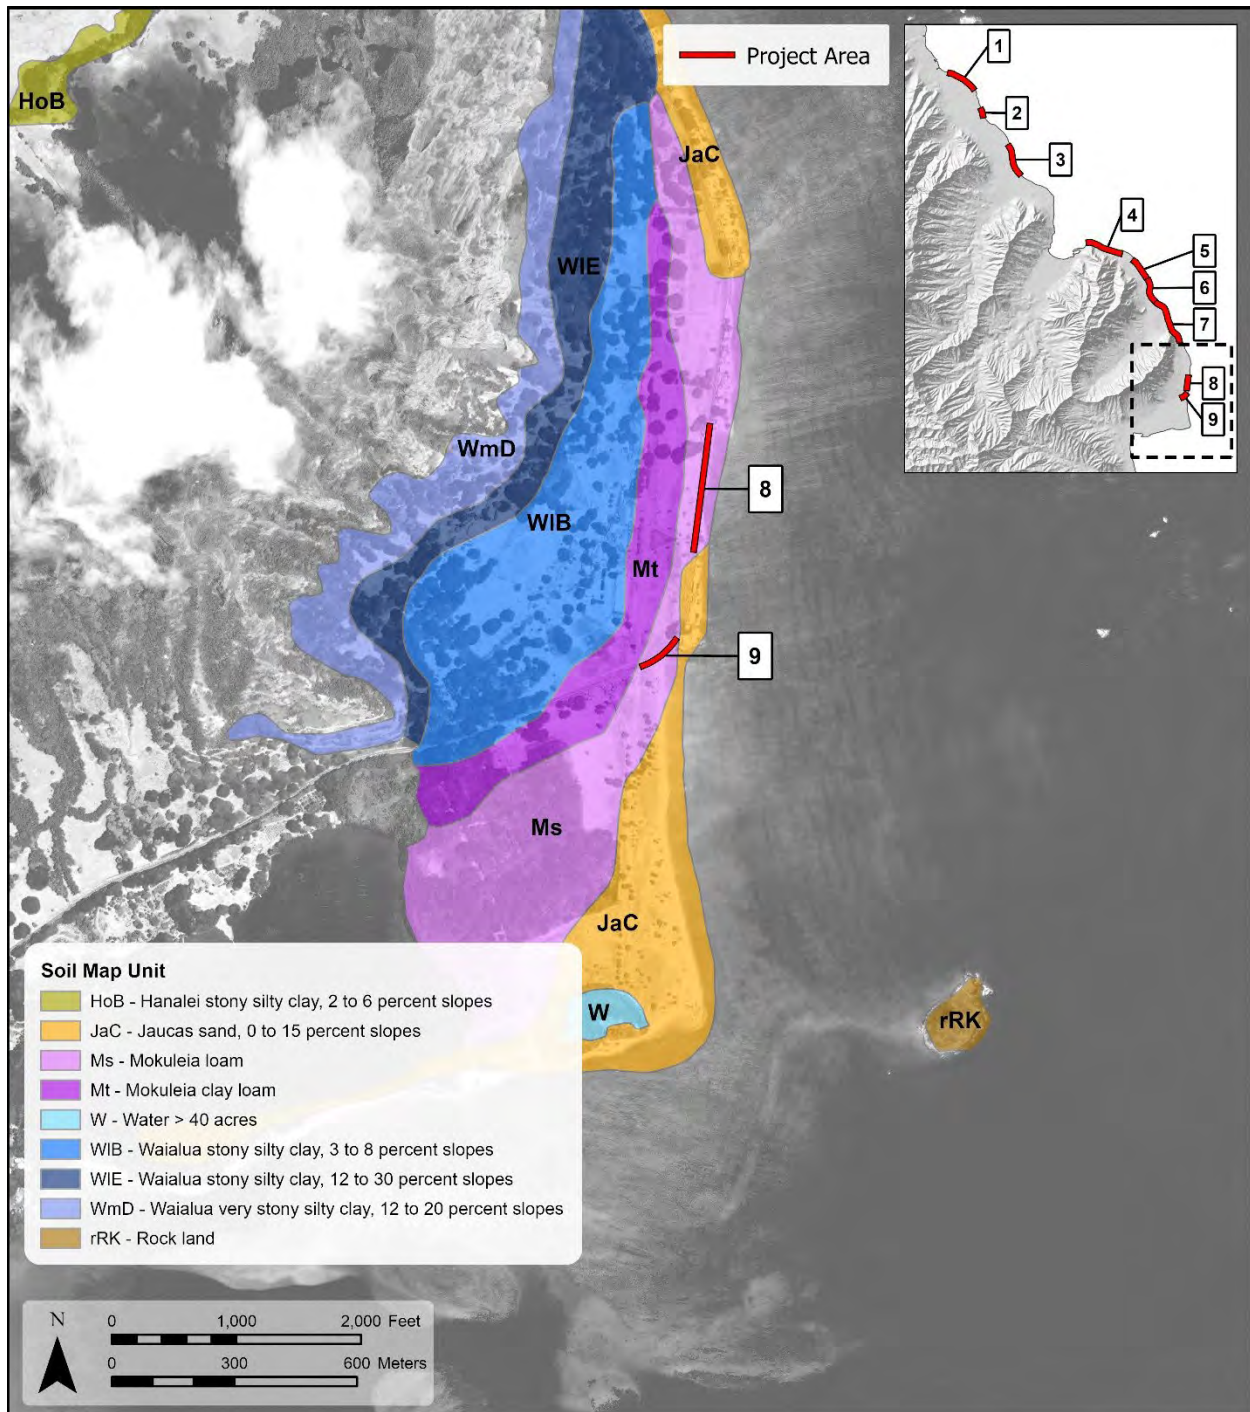 Project Area
1
2
3
4
5
6
7
8
9
HoB
JaC
WIE
WmD
WIB
8
Mt
9
Ms
JaC
W
rRK
Soil Map Unit
HoB - Hanalei stony silty clay, 2 to 6 percent slopes
JaC - Jaucas sand, 0 to 15 percent slopes
Ms - Mokuleia loam
Mt - Mokuleia clay loam
W - Water > 40 acres
WIB - Waialua stony silty clay, 3 to 8 percent slopes
WIE - Waialua stony silty clay, 12 to 30 percent slopes
WmD - Waialua very stony silty clay, 12 to 20 percent slopes
rRK - Rock land
N
0 1,000 2,000 Feet
0 300 600 Meters